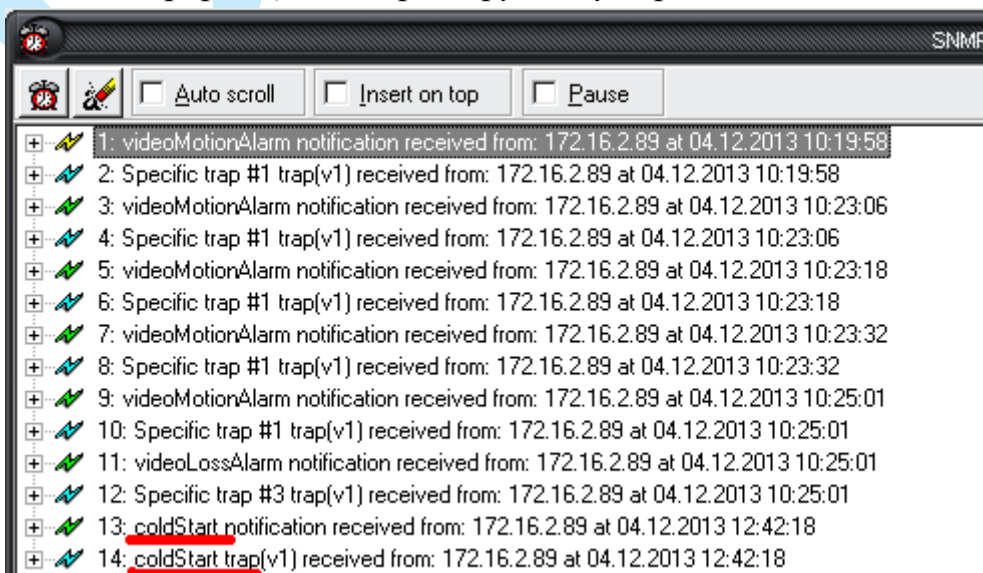 SNMP
Auto scroll Insert on top Pause
1: videoMotionAlarm notification received from: 172.16.2.89 at 04.12.2013 10:19:58
2: Specific trap #1 trap(v1) received from: 172.16.2.89 at 04.12.2013 10:19:58
3: videoMotionAlarm notification received from: 172.16.2.89 at 04.12.2013 10:23:06
4: Specific trap #1 trap(v1) received from: 172.16.2.89 at 04.12.2013 10:23:06
5: videoMotionAlarm notification received from: 172.16.2.89 at 04.12.2013 10:23:18
6: Specific trap #1 trap(v1) received from: 172.16.2.89 at 04.12.2013 10:23:18
7: videoMotionAlarm notification received from: 172.16.2.89 at 04.12.2013 10:23:32
8: Specific trap #1 trap(v1) received from: 172.16.2.89 at 04.12.2013 10:23:32
9: videoMotionAlarm notification received from: 172.16.2.89 at 04.12.2013 10:25:01
10: Specific trap #1 trap(v1) received from: 172.16.2.89 at 04.12.2013 10:25:01
11: videoLossAlarm notification received from: 172.16.2.89 at 04.12.2013 10:25:01
12: Specific trap #3 trap(v1) received from: 172.16.2.89 at 04.12.2013 10:25:01
13: coldStart notification received from: 172.16.2.89 at 04.12.2013 12:42:18
14: coldStart trap(v1) received from: 172.16.2.89 at 04.12.2013 12:42:18